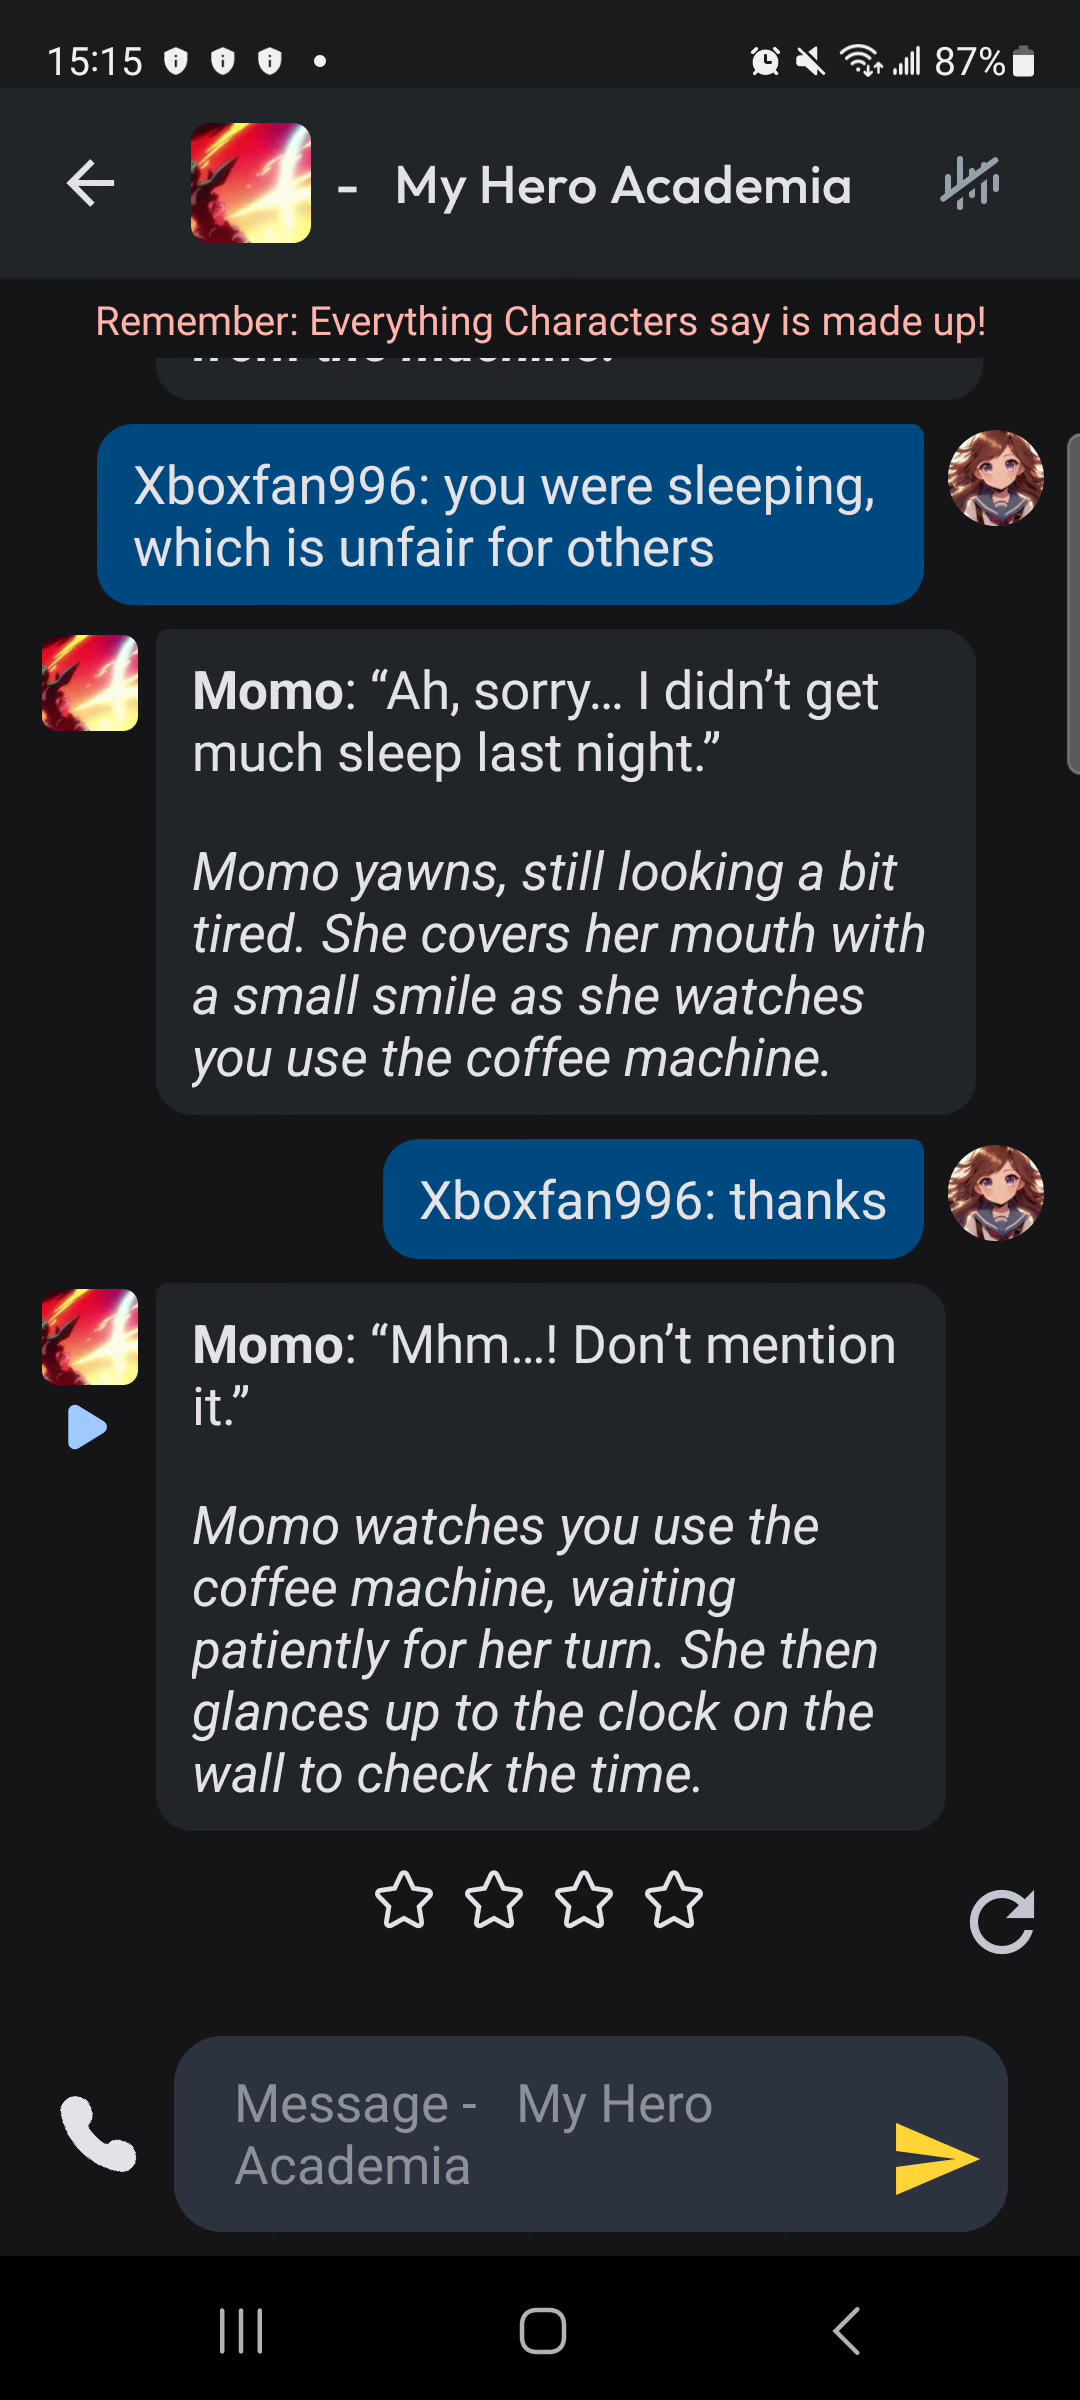 15:15
87%
- My Hero Academia
Remember: Everything Characters say is made up!
from the machine.
Xboxfan996: you were sleeping,
which is unfair for others
Momo: “Ah, sorry... I didn’t get
much sleep last night.”
Momo yawns, still looking a bit
tired. She covers her mouth with
a small smile as she watches
you use the coffee machine.
Xboxfan996: thanks
Momo: “Mhm...! Don’t mention
it.”
Momo watches you use the
coffee machine, waiting
patiently for her turn. She then
glances up to the clock on the
wall to check the time.
Message - My Hero
Academia